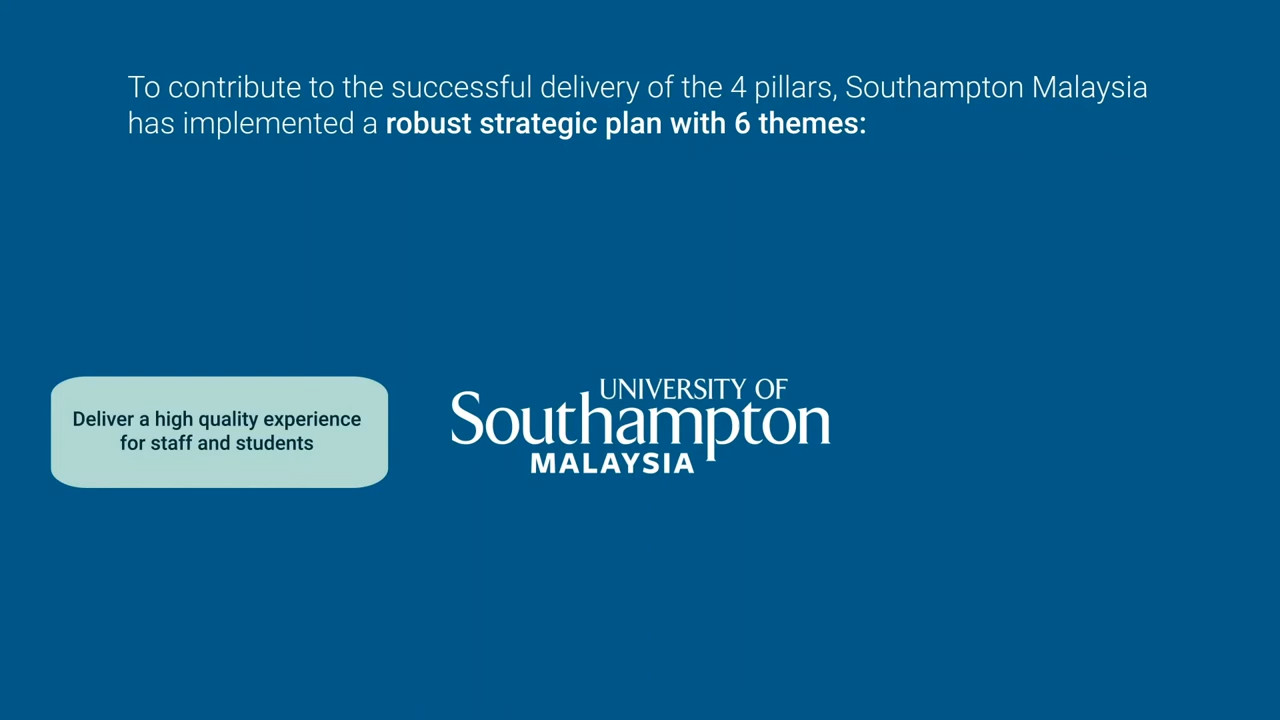 To contribute to the successful delivery of the 4 pillars, Southampton Malaysia
has implemented a robust strategic plan with 6 themes:
Deliver a high quality experience
for staff and students
UNIVERSITY OF
Southampton
MALAYSIA